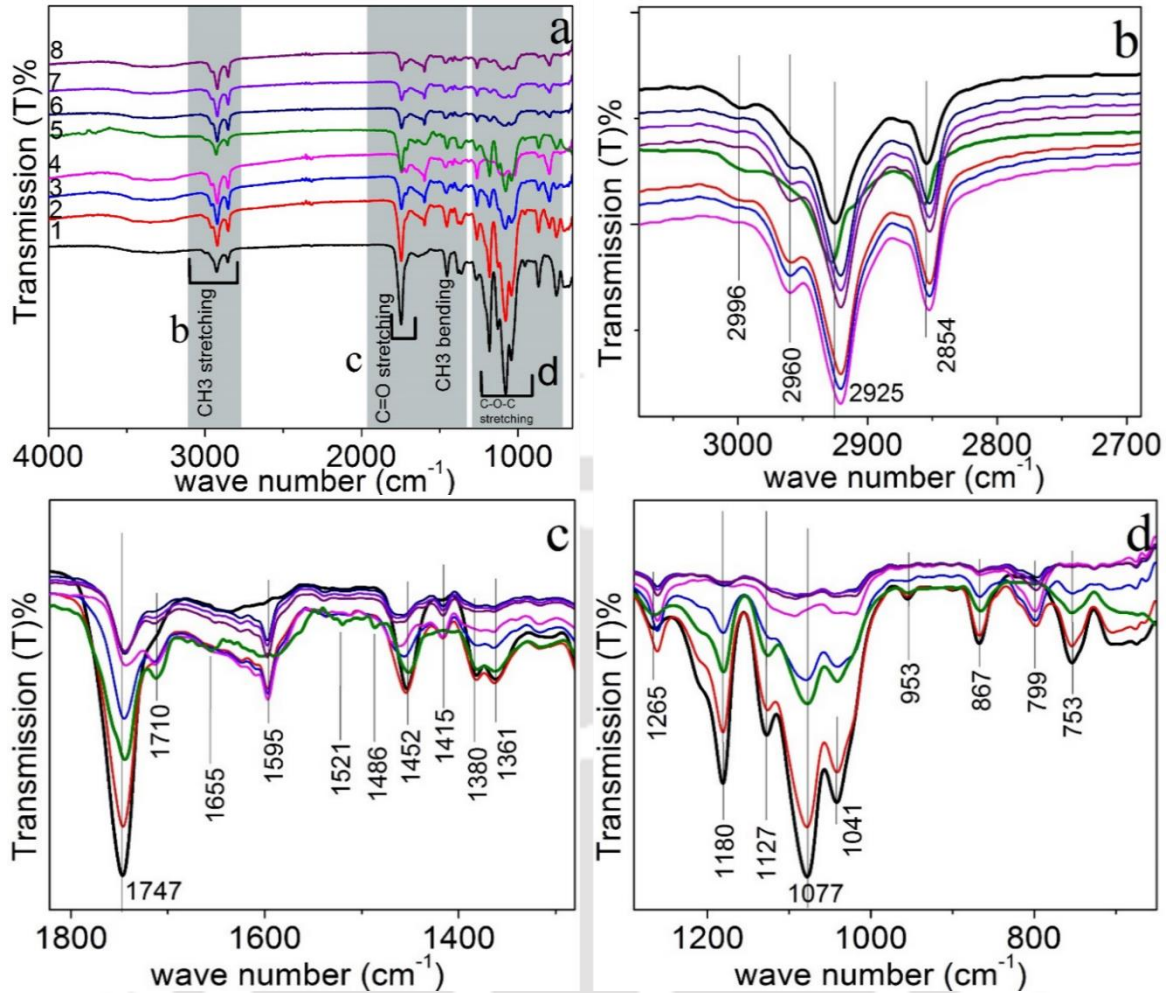 a
8
7
6
5
4
3
2
1
b
CH3 stretching
c
C=O stretching
CH3 bending
d
C-O-C
stretching
Transmission (T)%
4000 3000 2000 1000
wave number (cm-1)
b
Transmission (T)%
2996
2960
2925
2854
3000 2900 2800 2700
wave number (cm-1)
c
Transmission (T)%
1747
1710
1655
1595
1521
1486
1452
1415
1380
1361
1800 1600 1400
wave number (cm-1)
d
Transmission (T)%
1265
1180
1127
1077
1041
953
867
799
753
1200 1000 800
wave number (cm-1)